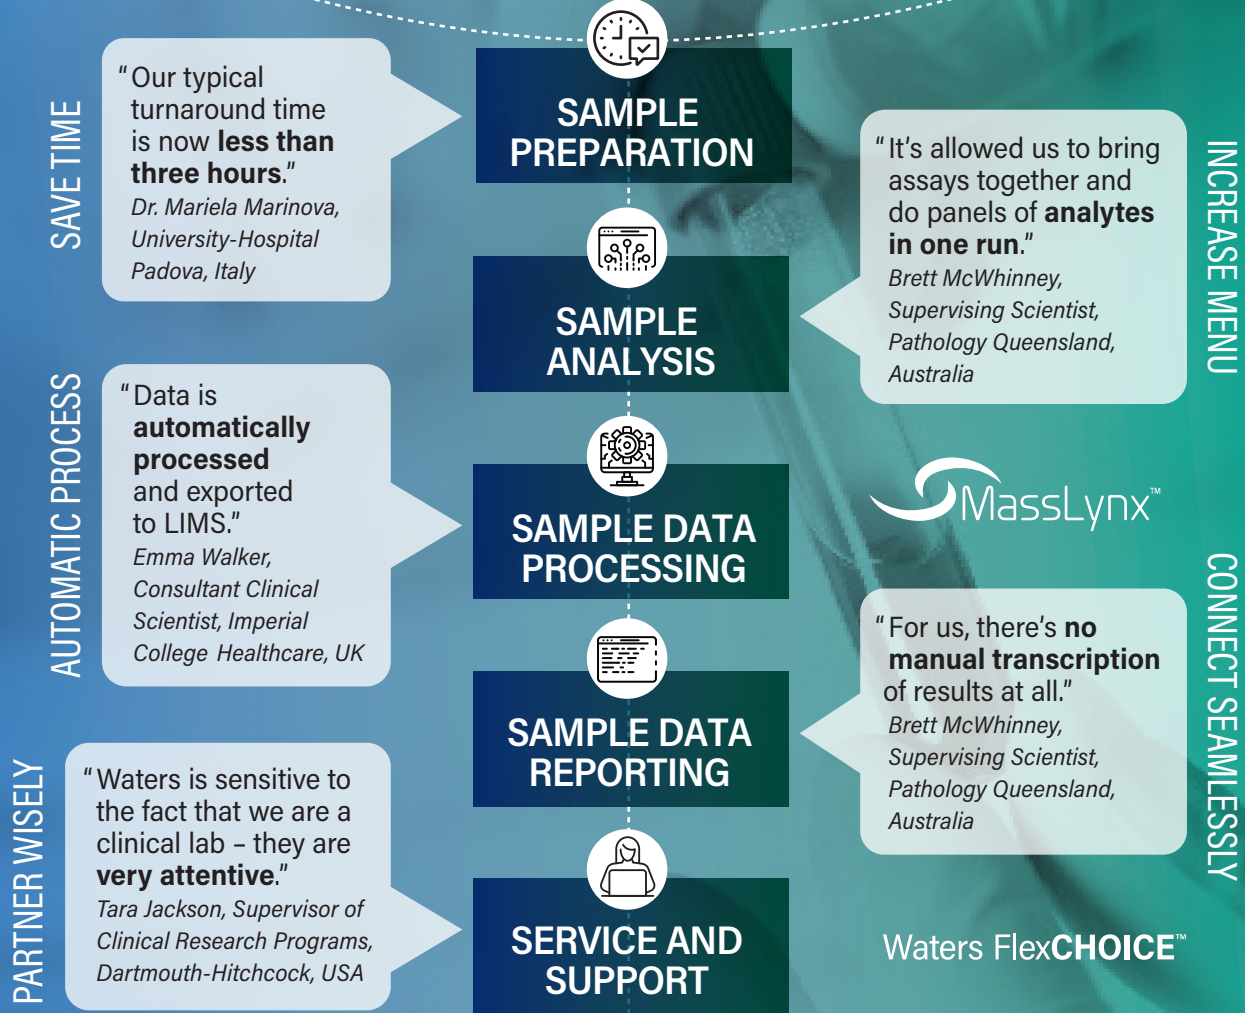 SAVE TIME
“Our typical
turnaround time
is now less than
three hours.”
Dr. Mariela Marinova,
University-Hospital
Padova, Italy
SAMPLE
PREPARATION
“It’s allowed us to bring
assays together and
do panels of analytes
in one run.”
Brett McWhinney,
Supervising Scientist,
Pathology Queensland,
Australia
INCREASE MENU
SAMPLE
ANALYSIS
AUTOMATIC PROCESS
“Data is
automatically
processed
and exported
to LIMS.”
Emma Walker,
Consultant Clinical
Scientist, Imperial
College Healthcare, UK
SAMPLE DATA
PROCESSING
MassLynx™
CONNECT SEAMLESSLY
“For us, there’s no
manual transcription
of results at all.”
Brett McWhinney,
Supervising Scientist,
Pathology Queensland,
Australia
SAMPLE DATA
REPORTING
PARTNER WISELY
“Waters is sensitive to
the fact that we are a
clinical lab – they are
very attentive.”
Tara Jackson, Supervisor of
Clinical Research Programs,
Dartmouth-Hitchcock, USA
SERVICE AND
SUPPORT
Waters FlexCHOICE™